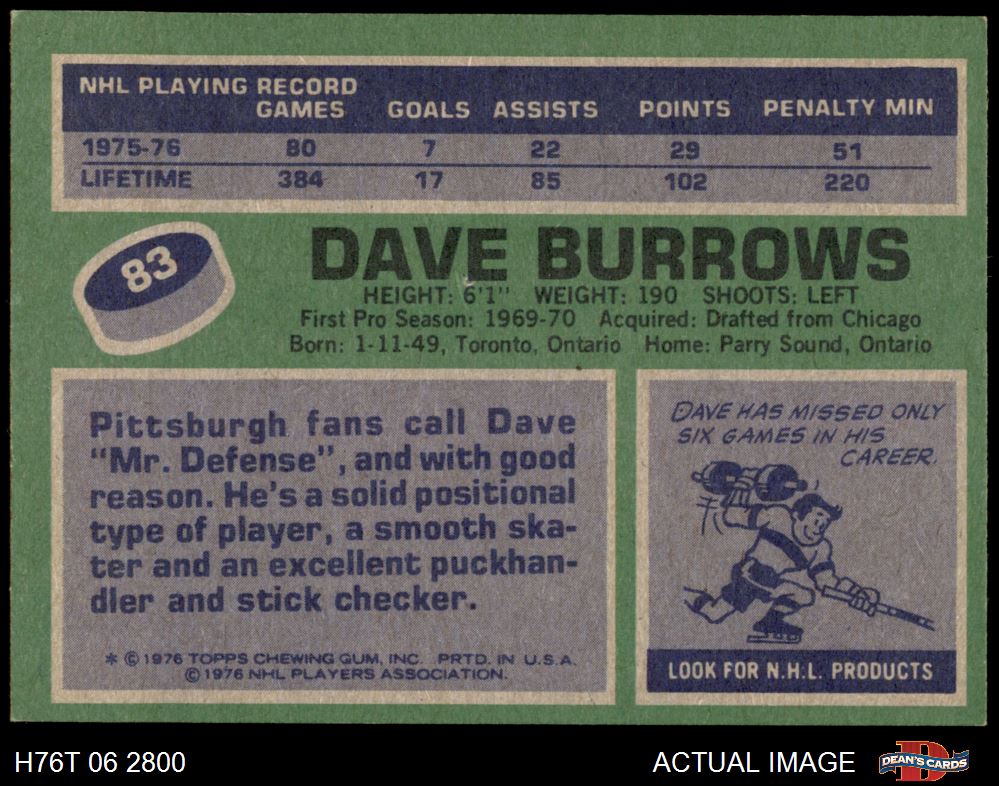 NHL PLAYING RECORD
GAMES GOALS ASSISTS POINTS PENALTY MIN
1975-76 80 7 22 29 51
LIFETIME 384 17 85 102 220
83
DAVE BURROWS
HEIGHT: 6'1" WEIGHT: 190 SHOOTS: LEFT
First Pro Season: 1969-70 Acquired: Drafted from Chicago
Born: 1-11-49, Toronto, Ontario Home: Parry Sound, Ontario
Pittsburgh fans call Dave
"Mr. Defense", and with good
reason. He's a solid positional
type of player, a smooth ska-
ter and an excellent puckhan-
dler and stick checker.
* © 1976 TOPPS CHEWING GUM, INC. PRTD. IN U.S.A.
© 1976 NHL PLAYERS ASSOCIATION.
DAVE HAS MISSED ONLY
SIX GAMES IN HIS
CAREER.
LOOK FOR N.H.L. PRODUCTS
H76T 06 2800
ACTUAL IMAGE
D
DEAN'S CARDS